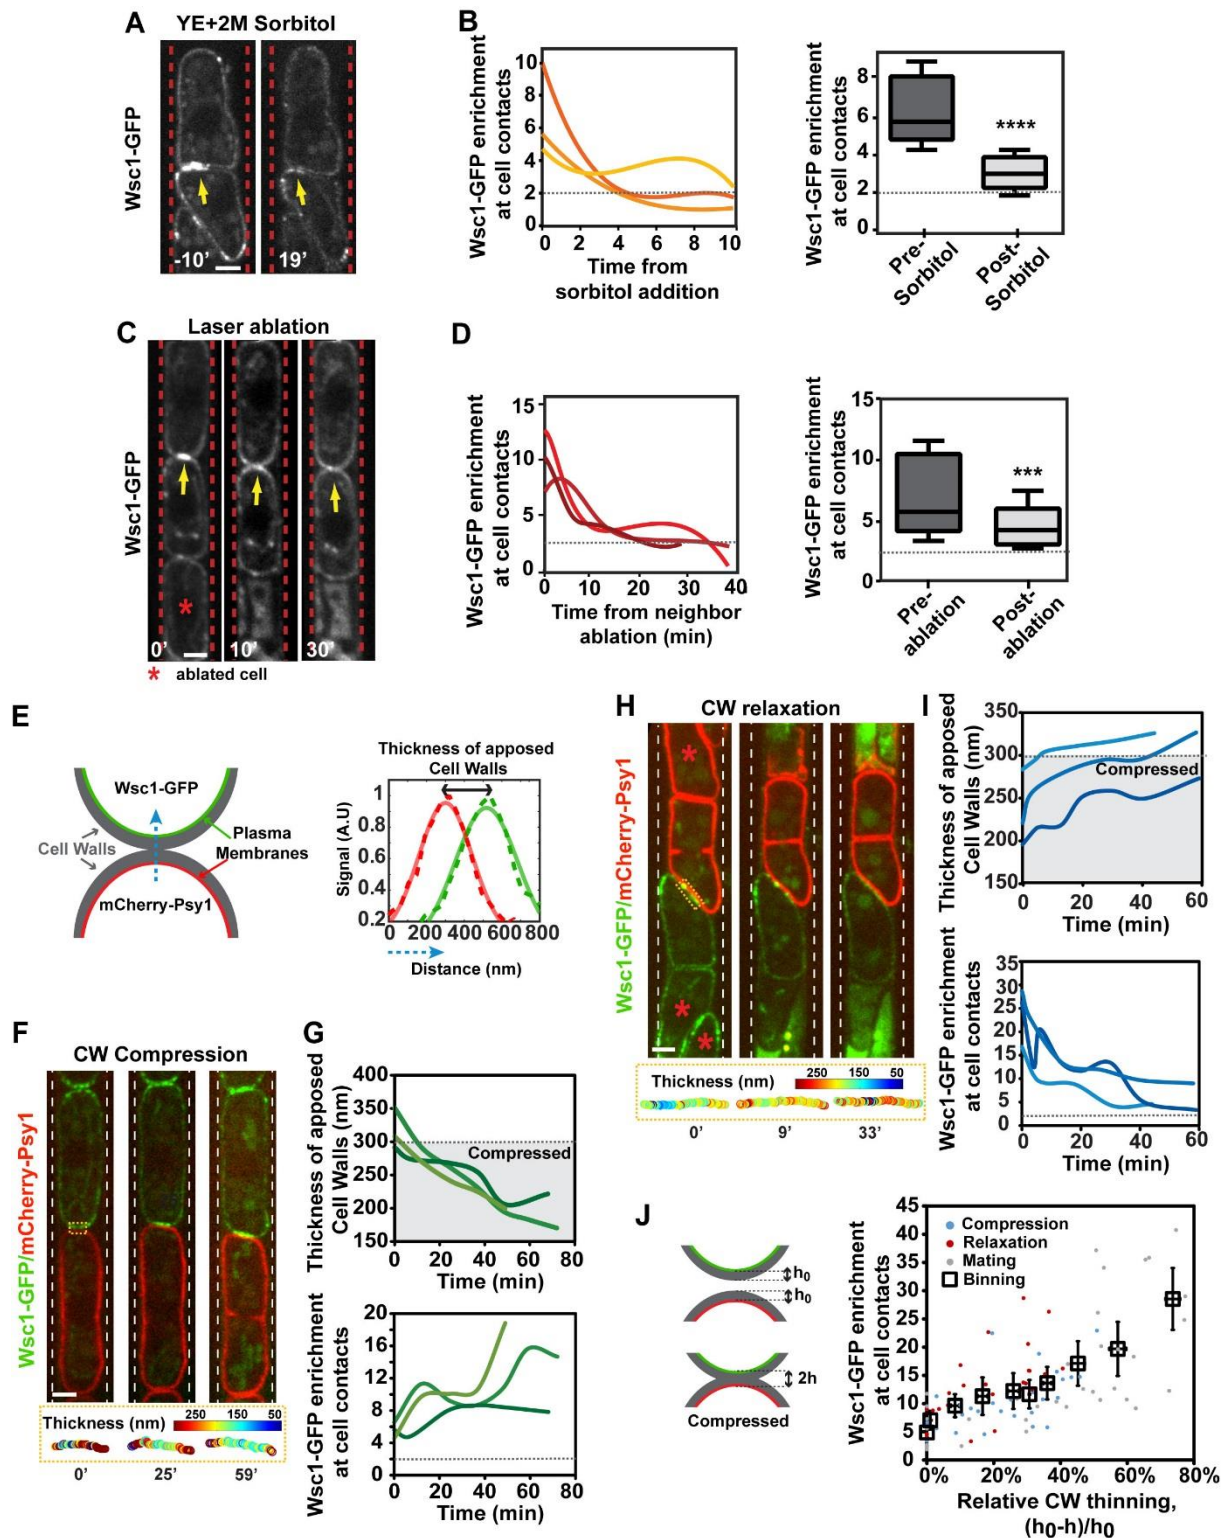 A
YE+2M Sorbitol
Wsc1-GFP
-10’
19’
B
Wsc1-GFP enrichment
at cell contacts
10
8
6
4
2
0
0 2 4 6 8 10
Time from
sorbitol addition
Wsc1-GFP enrichment
at cell contacts
8
6
4
2
0
****
Pre-
Sorbitol
Post-
Sorbitol
C
Laser ablation
Wsc1-GFP
*
0’
10’
30’
* ablated cell
D
Wsc1-GFP enrichment
at cell contacts
15
10
5
0
0 10 20 30 40
Time from neighbor
ablation (min)
Wsc1-GFP enrichment
at cell contacts
15
10
5
0
***
Pre-
ablation
Post-
ablation
E
Wsc1-GFP
Cell Walls
Plasma
Membranes
mCherry-Psy1
Thickness of apposed
Cell Walls
Signal (A.U)
1
0.8
0.6
0.4
0.2
0 200 400 600 800
Distance (nm)
F
CW Compression
Wsc1-GFP/mCherry-Psy1
Thickness (nm)
250 150 50
0’ 25’ 59’
G
Thickness of apposed
Cell Walls (nm)
400
350
300
250
200
150
Compressed
0 20 40 60 80
Time (min)
Wsc1-GFP enrichment
at cell contacts
20
16
12
8
4
0
0 20 40 60 80
Time (min)
H
CW relaxation
Wsc1-GFP/mCherry-Psy1
*
*
*
Thickness (nm)
250 150 50
0’ 9’ 33’
I
Thickness of apposed
Cell Walls (nm)
350
300
250
200
150
Compressed
0 20 40 60
Time (min)
Wsc1-GFP enrichment
at cell contacts
35
30
25
20
15
10
5
0
0 20 40 60
Time (min)
J
h0
h0
2h
Compressed
Wsc1-GFP enrichment
at cell contacts
45
40
35
30
25
20
15
10
5
0
Compression
Relaxation
Mating
Binning
0% 20% 40% 60% 80%
Relative CW thinning,
(h0-h)/h0